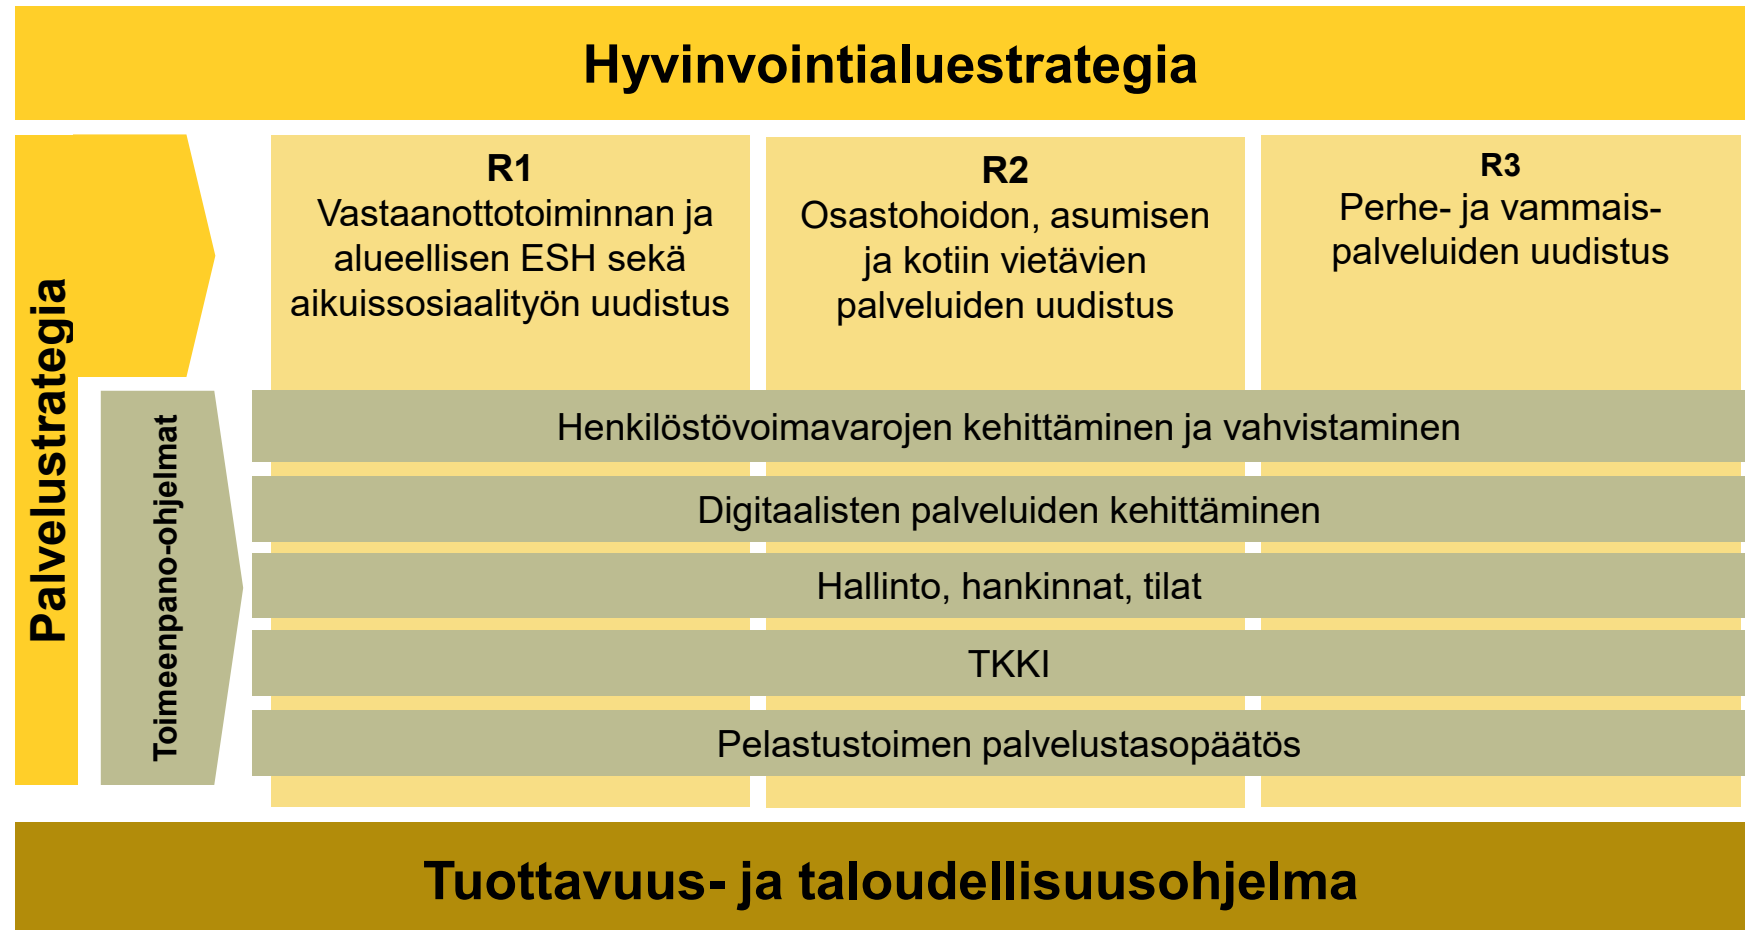 Hyvinvointialuestrategia
Palvelustrategia
R1
Vastaanottotoiminnan ja
alueellisen ESH sekä
aikuissosiaalityön uudistus
R2
Osastohoidon, asumisen
ja kotiin vietävien
palveluiden uudistus
R3
Perhe- ja vammais-
palveluiden uudistus
Toimeenpano-ohjelmat
Henkilöstövoimavarojen kehittäminen ja vahvistaminen
Digitaalisten palveluiden kehittäminen
Hallinto, hankinnat, tilat
TKKI
Pelastustoimen palvelustasopäätös
Tuottavuus- ja taloudellisuusohjelma